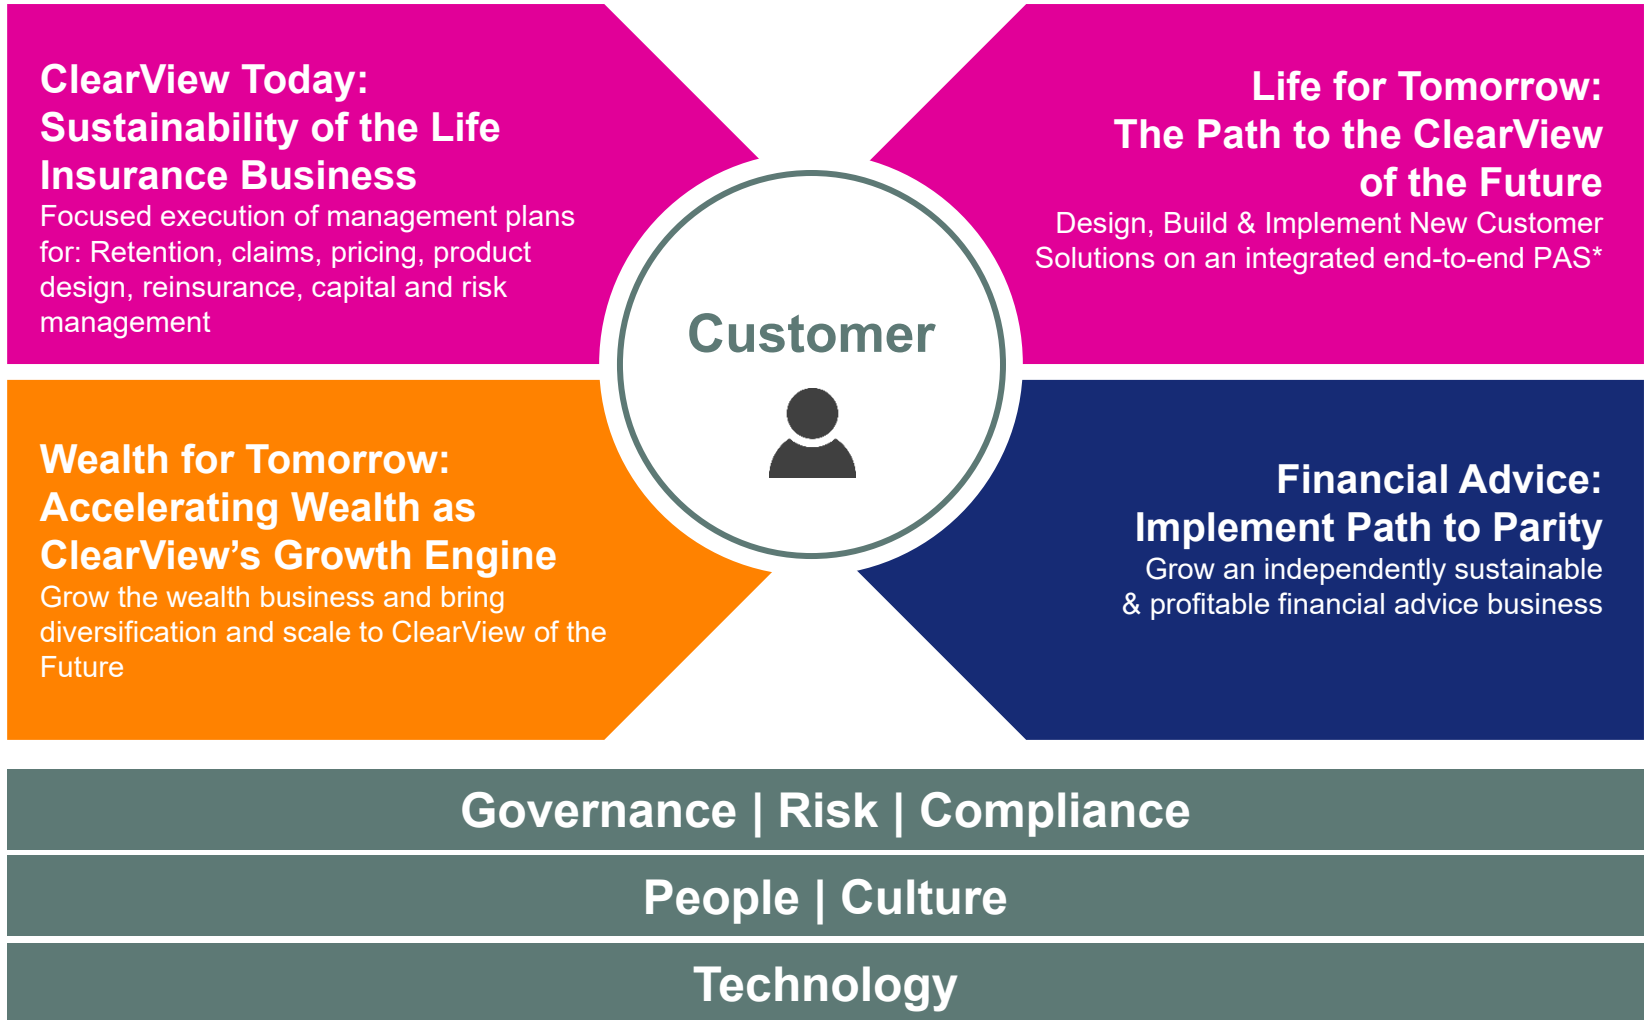 ClearView Today:
Sustainability of the Life
Insurance Business
Focused execution of management plans
for: Retention, claims, pricing, product
design, reinsurance, capital and risk
management
Life for Tomorrow:
The Path to the ClearView
of the Future
Design, Build & Implement New Customer
Solutions on an integrated end-to-end PAS*
Customer
Wealth for Tomorrow:
Accelerating Wealth as
ClearView’s Growth Engine
Grow the wealth business and bring
diversification and scale to ClearView of the
Future
Financial Advice:
Implement Path to Parity
Grow an independently sustainable
& profitable financial advice business
Governance | Risk | Compliance
People | Culture
Technology